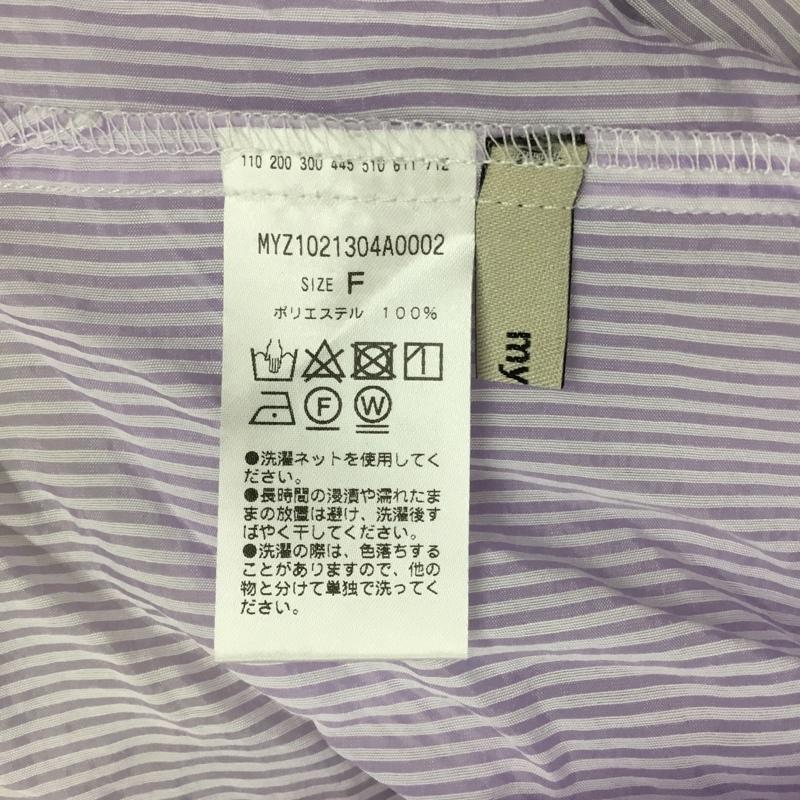 110 200 300 445 510 611 712
MYZ1021304A0002
SIZE F
ポリエステル 100%
F
W
●洗濯ネットを使用してく
ださい。
●長時間の浸漬や濡れたま
まの放置は避け、洗濯後す
ばやく干してください。
●洗濯の際は、色落ちする
ことがありますので、他の
物と分けて単独で洗ってく
ださい。
my